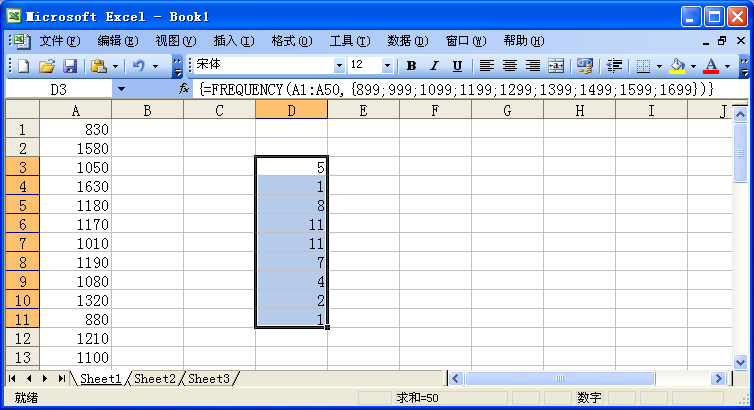 Microsoft Excel - Book1
文件(F) 编辑(E) 视图(V) 插入(I) 格式(O) 工具(T) 数据(D) 窗口(W) 帮助(H)
宋体 12 B I U A
D3 fx {=FREQUENCY(A1:A50, {899;999;1099;1199;1299;1399;1499;1599;1699})}
A B C D E F G H I J
1 830
2 1580
3 1050 5
4 1630 1
5 1180 8
6 1170 11
7 1010 11
8 1190 7
9 1080 4
10 1320 2
11 880 1
12 1210
13 1100
Sheet1 Sheet2 Sheet3
就绪 求和=50 数字